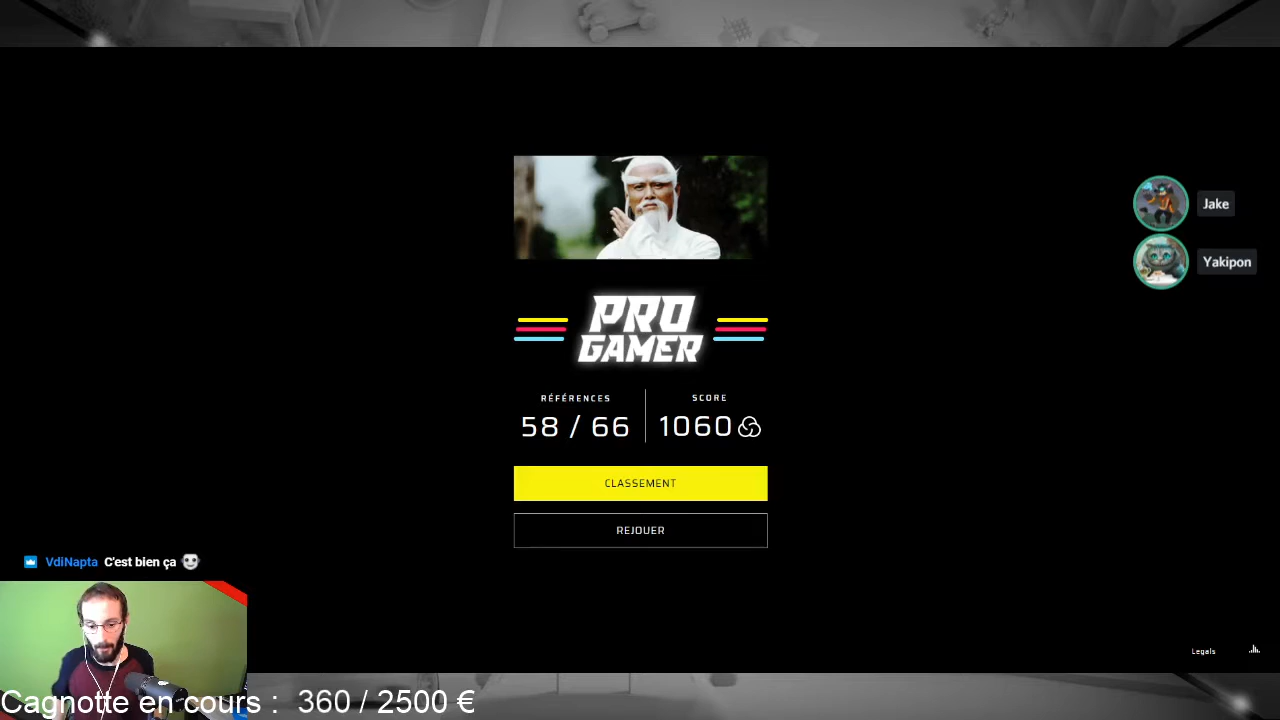 Jake
Yakipon
PRO
GAMER
RÉFÉRENCES
58 / 66
SCORE
1060
CLASSEMENT
REJOUER
VdiNapta C'est bien ça
Legals
Cagnotte en cours : 360 / 2500 €